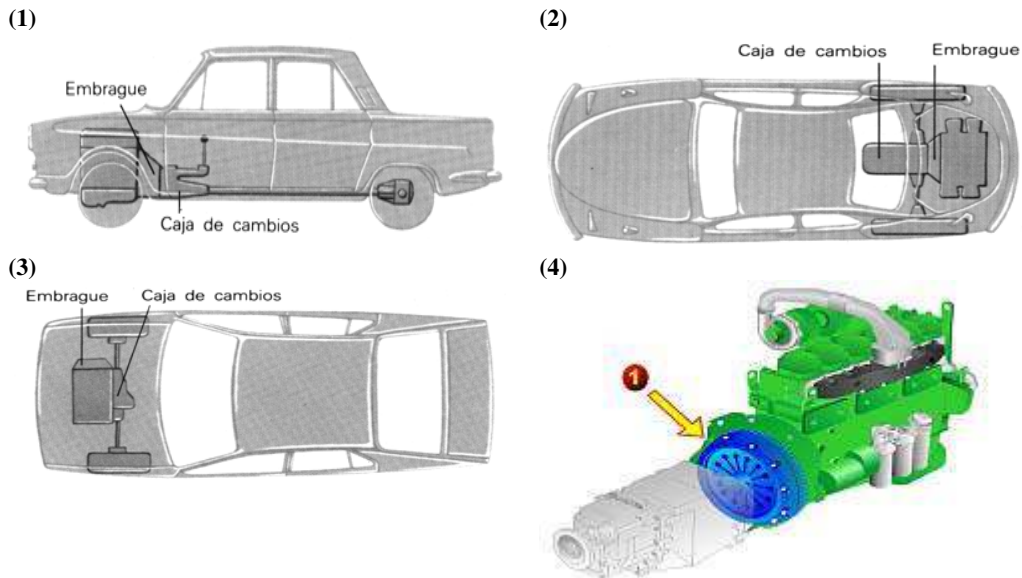 (1)
Embrague
Caja de cambios
(2)
Caja de cambios
Embrague
(3)
Embrague
Caja de cambios
(4)
1